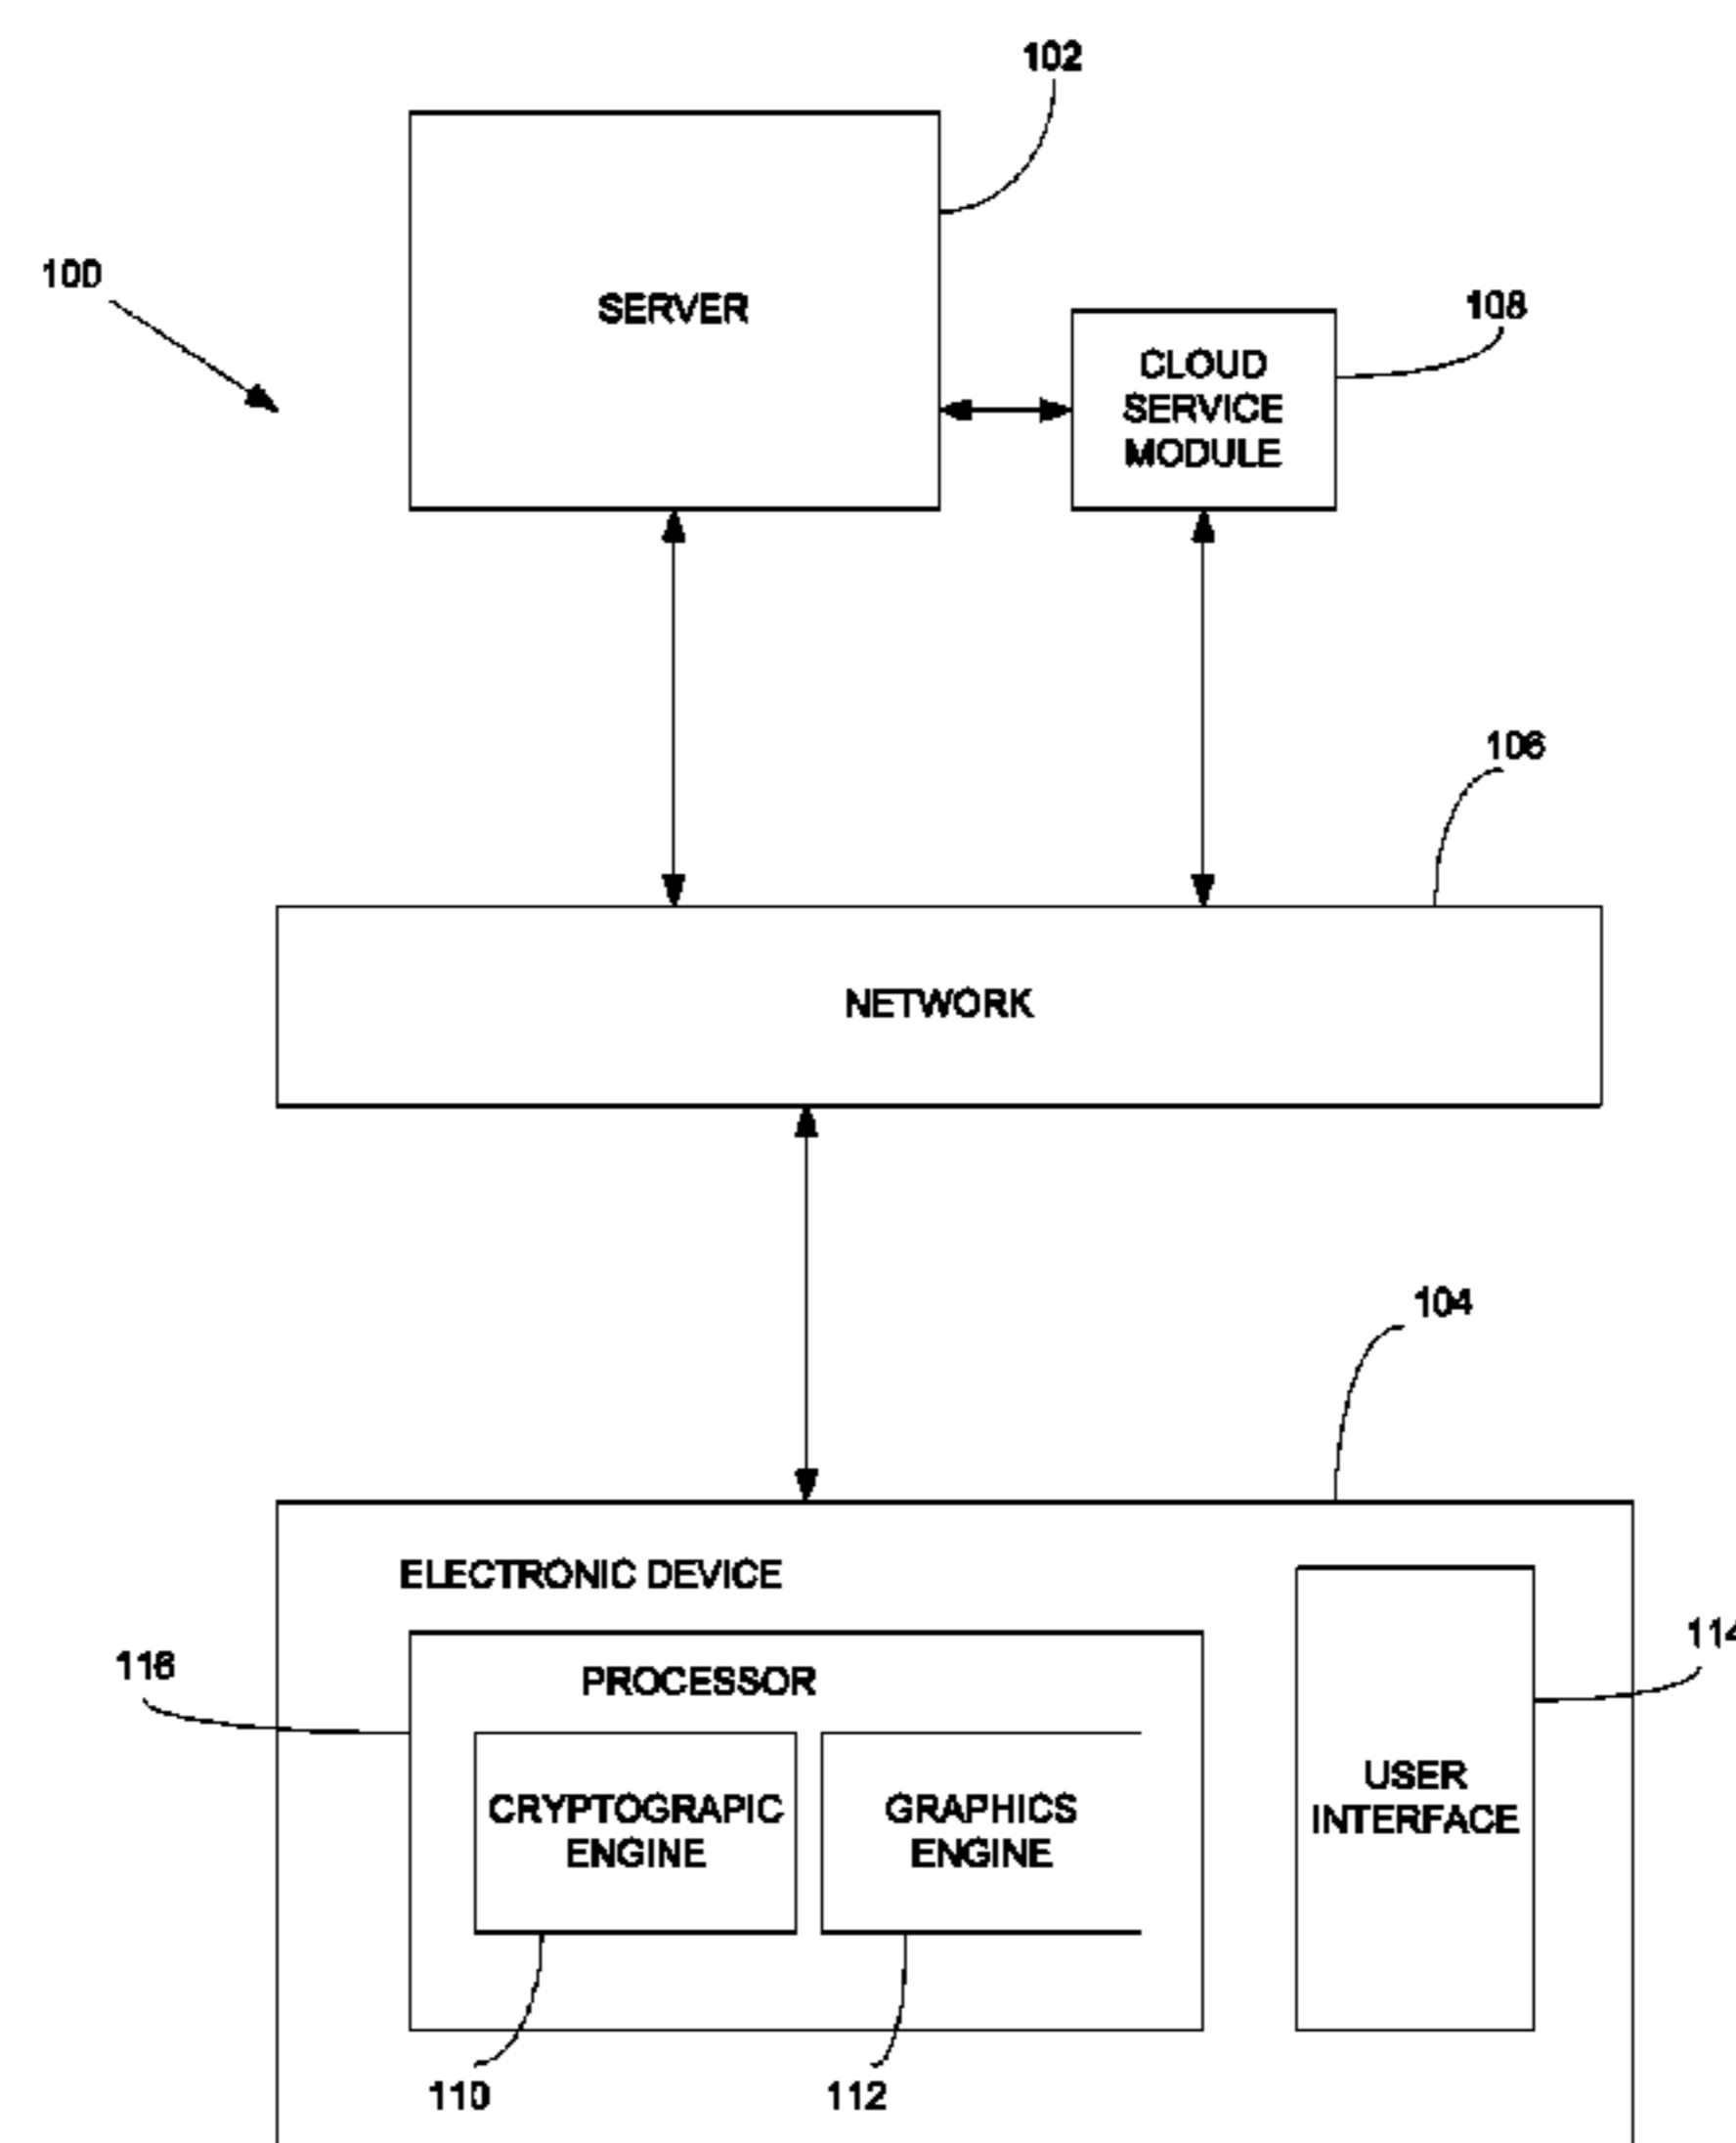 102
100
SERVER
108
CLOUD
SERVICE
MODULE
106
NETWORK
104
ELECTRONIC DEVICE
114
116
PROCESSOR
CRYPTOGRAPIC
ENGINE
GRAPHICS
ENGINE
USER
INTERFACE
110
112